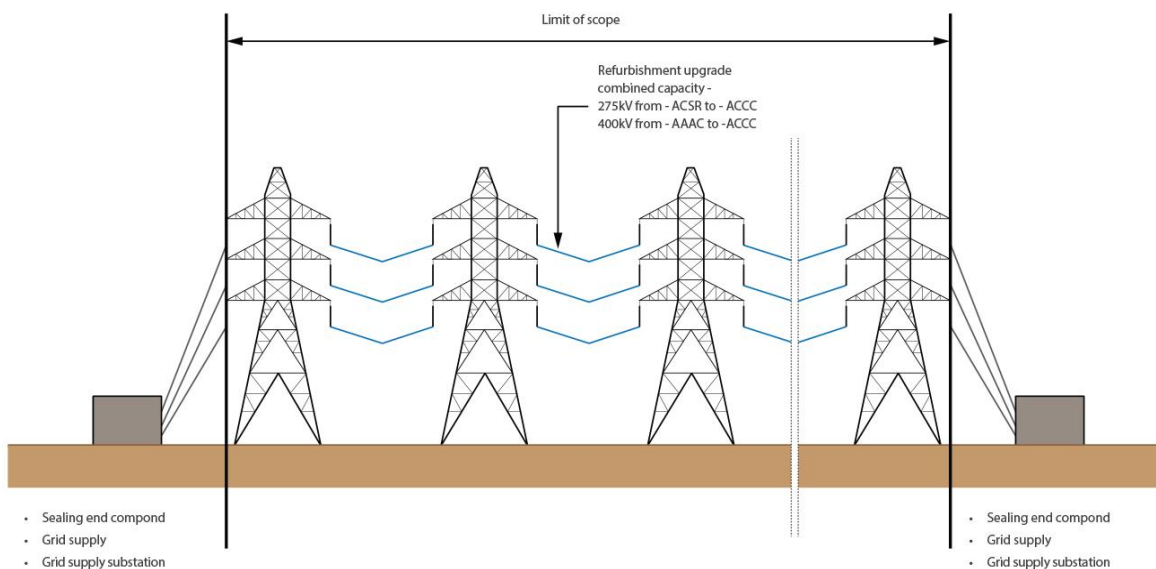 Limit of scope
Refurbishment upgrade
combined capacity -
275kV from - ACSR to - ACCC
400kV from - AAAC to -ACCC
• Sealing end compond
• Grid supply
• Grid supply substation
• Sealing end compond
• Grid supply
• Grid supply substation